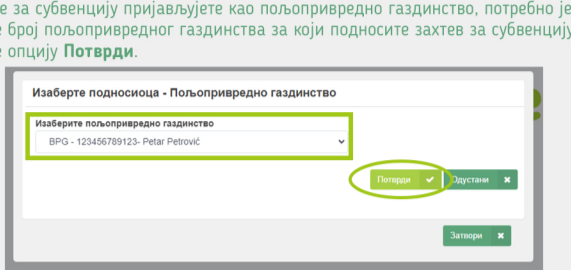 е за субвенцију пријављујете као пољопривредно газдинство, потребно је
е број пољопривредног газдинства за који подносите захтев за субвенцију
е опцију Потврди.
Изаберте подносиоца - Пољопривредно газдинство
Изаберите пољопривредно газдинство
BPG - 123456789123- Petar Petrović
Потврди Одустани
Затвори